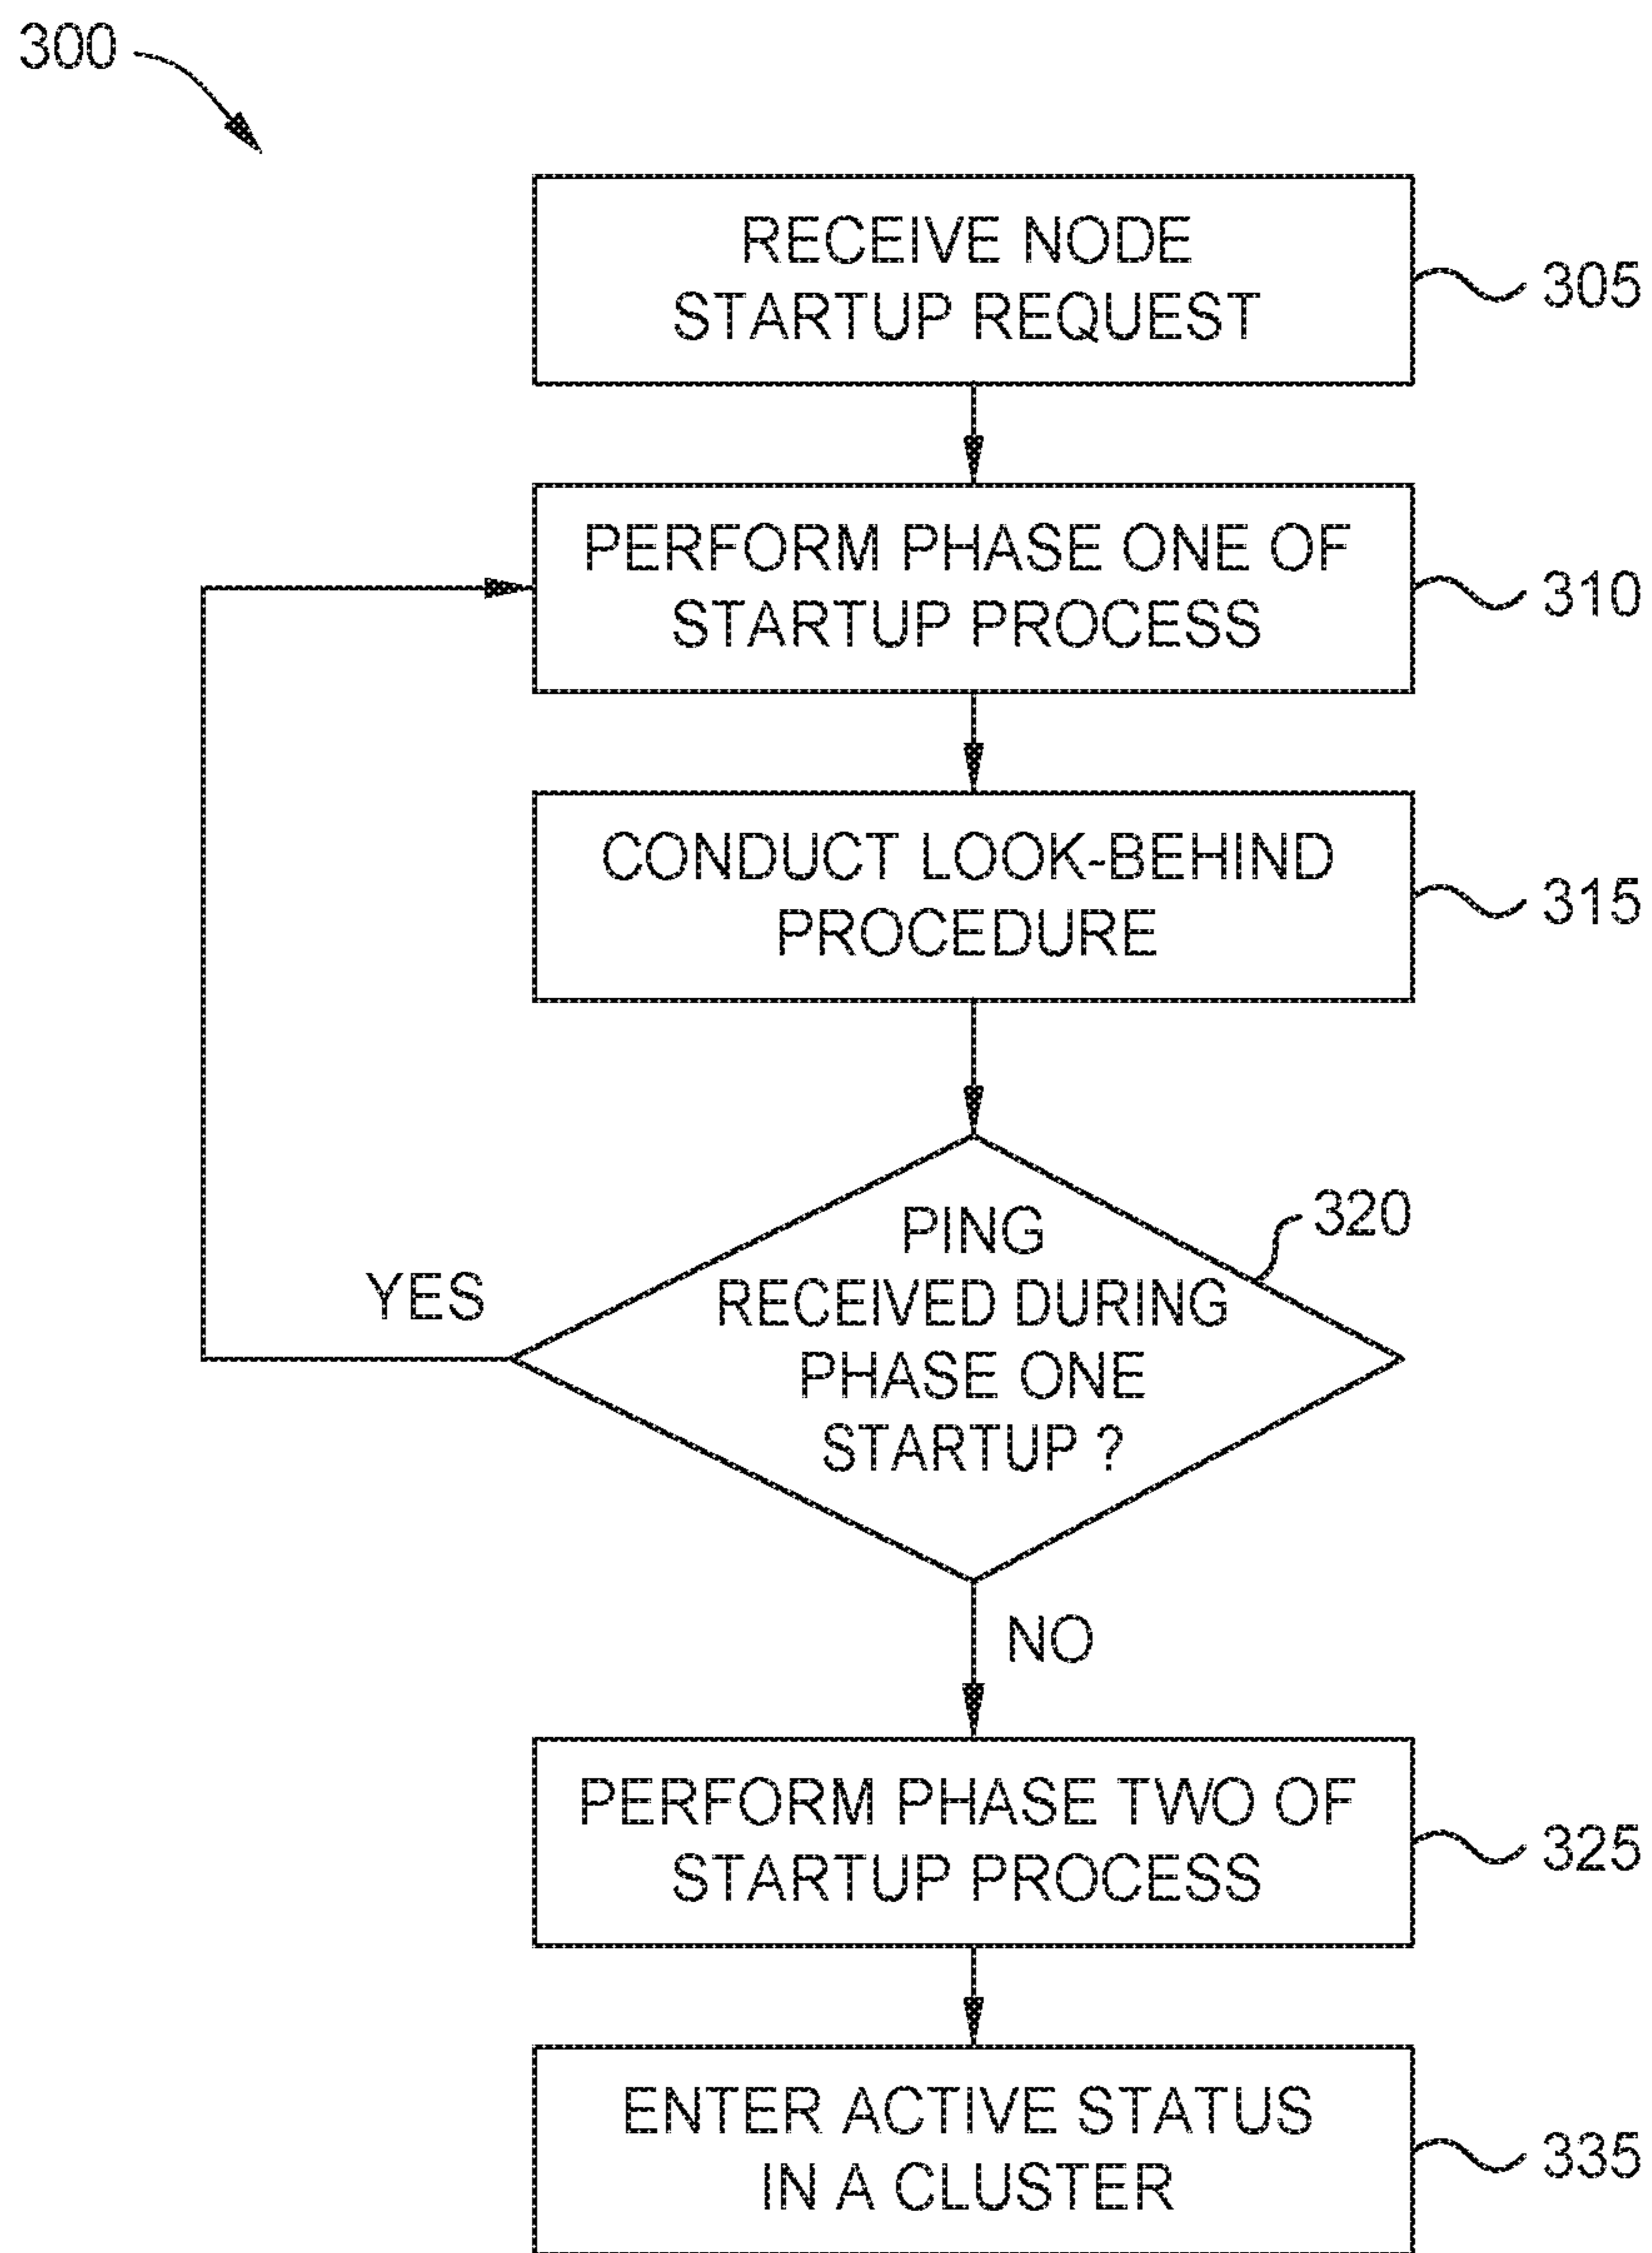 300
RECEIVE NODE
STARTUP REQUEST
305
PERFORM PHASE ONE OF
STARTUP PROCESS
310
CONDUCT LOOK-BEHIND
PROCEDURE
315
PING
RECEIVED DURING
PHASE ONE
STARTUP ?
320
YES
NO
PERFORM PHASE TWO OF
STARTUP PROCESS
325
ENTER ACTIVE STATUS
IN A CLUSTER
335